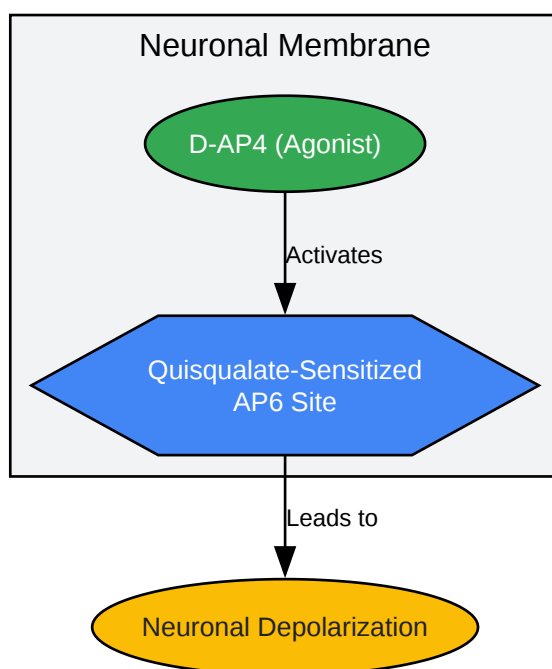 Neuronal Membrane
D-AP4 (Agonist)
Activates
Quisqualate-Sensitized
AP6 Site
Leads to
Neuronal Depolarization